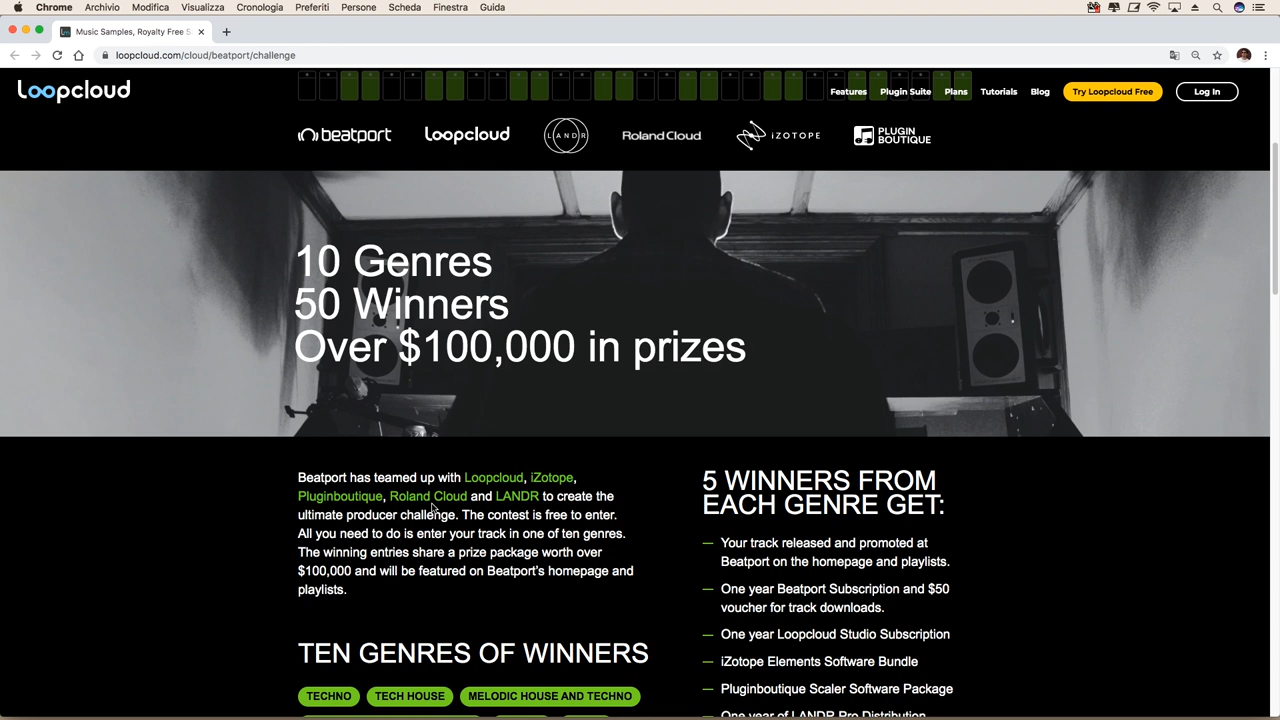 Chrome Archivio Modifica Visualizza Cronologia Preferiti Persone Scheda Finestra Guida
Music Samples, Royalty Free S
loopcloud.com/cloud/beatport/challenge
Loopcloud
Features Plugin Suite Plans Tutorials Blog Try Loopcloud Free Log In
beatport Loopcloud LANDR Roland Cloud iZOTOPE PLUGIN BOUTIQUE
10 Genres
50 Winners
Over $100,000 in prizes
Beatport has teamed up with Loopcloud, iZotope,
Pluginboutique, Roland Cloud and LANDR to create the
ultimate producer challenge. The contest is free to enter.
All you need to do is enter your track in one of ten genres.
The winning entries share a prize package worth over
$100,000 and will be featured on Beatport's homepage and
playlists.
TEN GENRES OF WINNERS
TECHNO TECH HOUSE MELODIC HOUSE AND TECHNO
5 WINNERS FROM
EACH GENRE GET:
— Your track released and promoted at
Beatport on the homepage and playlists.
— One year Beatport Subscription and $50
voucher for track downloads.
— One year Loopcloud Studio Subscription
— iZotope Elements Software Bundle
— Pluginboutique Scaler Software Package
One year of LANDR Pro Distribution